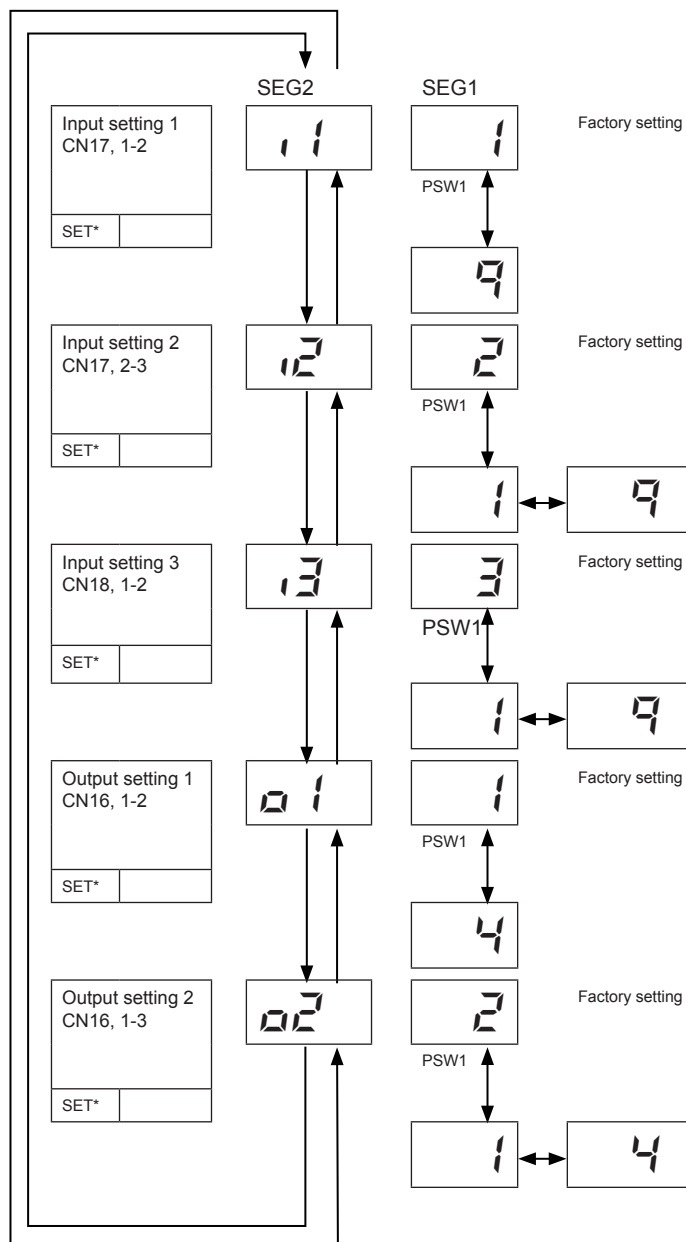 SEG2
SEG1
Input setting 1
CN17, 1-2
SET*
ı1
1
Factory setting
PSW1
9
Input setting 2
CN17, 2-3
SET*
ı2
2
Factory setting
PSW1
1
9
Input setting 3
CN18, 1-2
SET*
ı3
3
Factory setting
PSW1
1
9
Output setting 1
CN16, 1-2
SET*
o1
1
Factory setting
PSW1
4
Output setting 2
CN16, 1-3
SET*
o2
2
Factory setting
PSW1
1
4